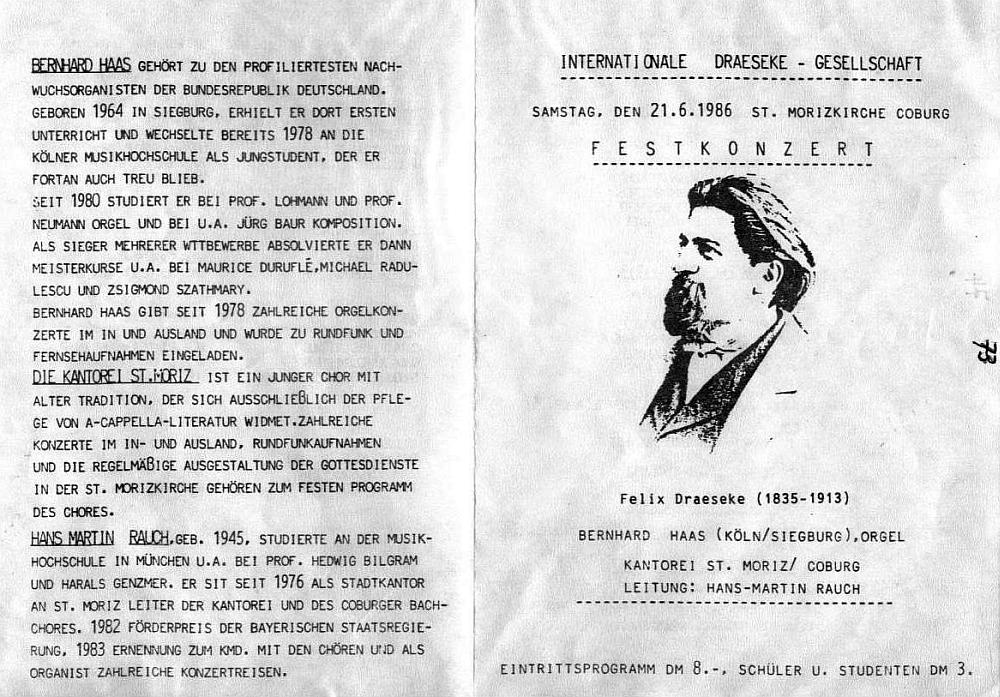 BERNHARD HAAS GEHÖRT ZU DEN PROFILIERTESTEN NACH-
WUCHSORGANISTEN DER BUNDESREPUBLIK DEUTSCHLAND.
GEBOREN 1964 IN SIEGBURG, ERHIELT ER DORT ERSTEN
UNTERRICHT UND WECHSELTE BEREITS 1978 AN DIE
KÖLNER MUSIKHOCHSCHULE ALS JUNGSTUDENT, DER ER
FORTAN AUCH TREU BLIEB.
SEIT 1980 STUDIERT ER BEI PROF. LOHMANN UND PROF.
NEUMANN ORGEL UND BEI U.A. JÜRG BAUR KOMPOSITION.
ALS SIEGER MEHRERER WTTBEWERBE ABSOLVIERTE ER DANN
MEISTERKURSE U.A. BEI MAURICE DURUFLÉ,MICHAEL RADU-
LESCU UND ZSIGMOND SZATHMARY.
BERNHARD HAAS GIBT SEIT 1978 ZAHLREICHE ORGELKON-
ZERTE IM IN UND AUSLAND UND WURDE ZU RUNDFUNK UND
FERNSEHAUFNAHMEN EINGELADEN.
DIE KANTOREI ST.MORIZ IST EIN JUNGER CHOR MIT
ALTER TRADITION, DER SICH AUSSCHLIEßLICH DER PFLE-
GE VON A-CAPPELLA-LITERATUR WIDMET.ZAHLREICHE
KONZERTE IM IN- UND AUSLAND, RUNDFUNKAUFNAHMEN
UND DIE REGELMÄßIGE AUSGESTALTUNG DER GOTTESDIENSTE
IN DER ST. MORIZKIRCHE GEHÖREN ZUM FESTEN PROGRAMM
DES CHORES.
HANS MARTIN RAUCH,GEB. 1945, STUDIERTE AN DER MUSIK-
HOCHSCHULE IN MÜNCHEN U.A. BEI PROF. HEDWIG BILGRAM
UND HARALS GENZMER. ER SIT SEIT 1976 ALS STADTKANTOR
AN ST. MORIZ LEITER DER KANTOREI UND DES COBURGER BACH-
CHORES. 1982 FÖRDERPREIS DER BAYERISCHEN STAATSREGIE-
RUNG, 1983 ERNENNUNG ZUM KMD. MIT DEN CHÖREN UND ALS
ORGANIST ZAHLREICHE KONZERTREISEN.
INTERNATIONALE DRAESEKE - GESELLSCHAFT
SAMSTAG, DEN 21.6.1986 ST. MORIZKIRCHE COBURG
FESTKONZERT
Felix Draeseke (1835-1913)
BERNHARD HAAS (KÖLN/SIEGBURG),ORGEL
KANTOREI ST. MORIZ/ COBURG
LEITUNG: HANS-MARTIN RAUCH
EINTRITTSPROGRAMM DM 8.-, SCHÜLER U. STUDENTEN DM 3.
73